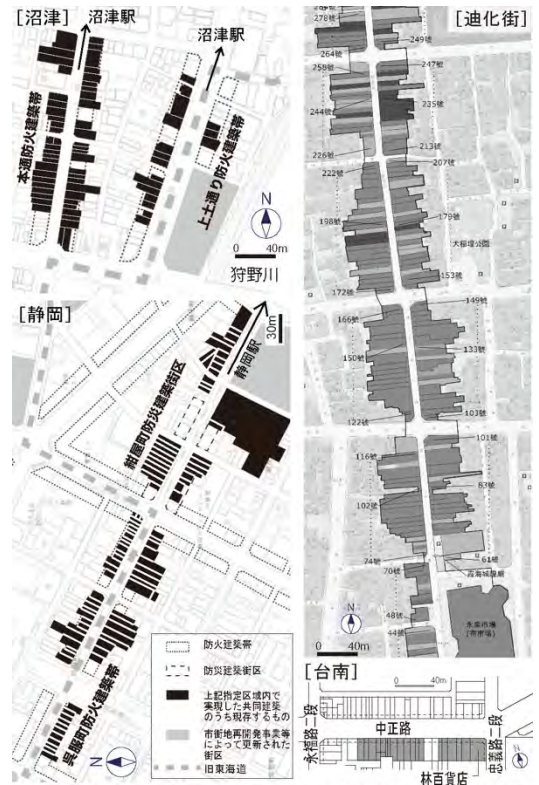 [沼津]
沼津駅
沼津駅
本通防火建築帯
上土通り防火建築帯
N
0 40m
狩野川
[静岡]
30m
0
静岡駅
紺屋町防災建築街区
呉服町防火建築帯
N
防火建築帯
防災建築街区
上記指定区域内で
実現した共同建築
のうち現存するもの
市街地再開発事業等
によって更新された
街区
旧東海道
[迪化街]
278號
249號
264號
258號
247號
244號
235號
226號
213號
222號
207號
198號
179號
大稲埕公園
172號
153號
149號
166號
150號
133號
122號
103號
101號
116號
83號
102號
74號
61號
70號
霞海城隍廟
48號
44號
永楽市場
(布市場)
N
0 40m
[台南]
0 40m
永福路二段
中正路
忠義路二段
林百貨店